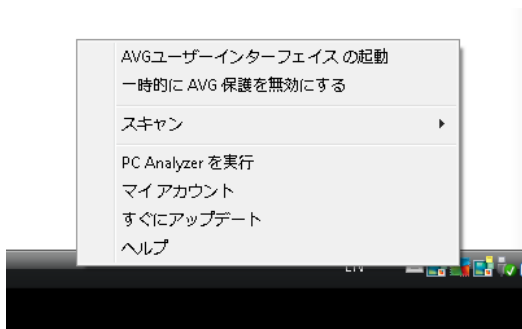 AVGユーザーインターフェイス の起動
一時的に AVG 保護を無効にする
スキャン
PC Analyzer を実行
マイ アカウント
すぐにアップデート
ヘルプ